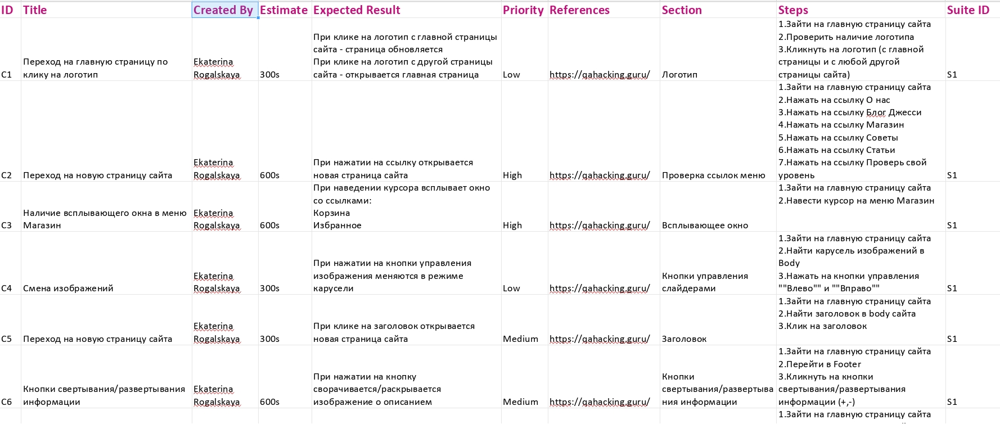 ID Title Created By Estimate Expected Result Priority References Section Steps Suite ID
C1
Переход на главную страницу по
клику на логотип
Ekaterina
Rogalskaya
300s
При клике на логотип с главной страницы
сайта - страница обновляется
При клике на логотип с другой страницы
сайта - открывается главная страница
Low
https://qahacking.guru/
Логотип
1.Зайти на главную страницу сайта
2.Проверить наличие логотипа
3.Кликнуть на логотип (с главной
страницы и с любой другой
страницы сайта)
S1
C2
Переход на новую страницу сайта
Ekaterina
Rogalskaya
600s
При нажатии на ссылку открывается
новая страница сайта
High
https://qahacking.guru/
Проверка ссылок меню
1.Зайти на главную страницу сайта
2.Нажать на ссылку О нас
3.Нажать на ссылку Блог Джесси
4.Нажать на ссылку Магазин
5.Нажать на ссылку Советы
6.Нажать на ссылку Статьи
7.Нажать на ссылку Проверь свой
уровень
S1
C3
Наличие всплывающего окна в меню
Магазин
Ekaterina
Rogalskaya
600s
При наведении курсора всплывает окно
со ссылками:
Корзина
Избранное
High
https://qahacking.guru/
Всплывающее окно
1.Зайти на главную страницу сайта
2.Навести курсор на меню Магазин
S1
C4
Смена изображений
Ekaterina
Rogalskaya
300s
При нажатии на кнопки управления
изображения меняются в режиме
карусели
Low
https://qahacking.guru/
Кнопки управления
слайдерами
1.Зайти на главную страницу сайта
2.Найти карусель изображений в
Body
3.Нажать на кнопки управления
""Влево"" и ""Вправо""
S1
C5
Переход на новую страницу сайта
Ekaterina
Rogalskaya
300s
При клике на заголовок открывается
новая страница сайта
Medium
https://qahacking.guru/
Заголовок
1.Зайти на главную страницу сайта
2.Найти заголовок в body сайта
3.Клик на заголовок
S1
C6
Кнопки свертывания/развертывания
информации
Ekaterina
Rogalskaya
600s
При нажатии на кнопку
сворачивается/раскрывается
изображение о описанием
Medium
https://qahacking.guru/
Кнопки
свертывания/развертыва
ния информации
1.Зайти на главную страницу сайта
2.Перейти в Footer
3.Кликнуть на кнопки
свертывания/развертывания
информации (+,-)
S1
1.Зайти на главную страницу сайта